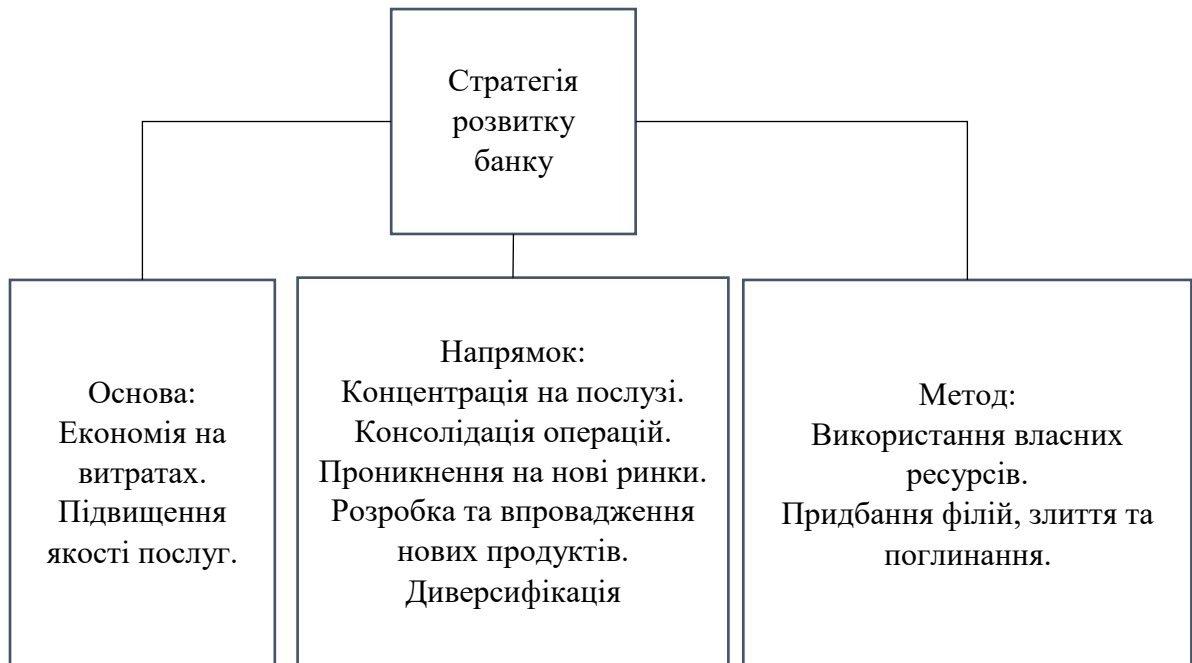 Стратегія
розвитку
банку
Основа:
Економія на
витратах.
Підвищення
якості послуг.
Напрямок:
Концентрація на послузі.
Консолідація операцій.
Проникнення на нові ринки.
Розробка та впровадження
нових продуктів.
Диверсифікація
Метод:
Використання власних
ресурсів.
Придбання філій, злиття та
поглинання.